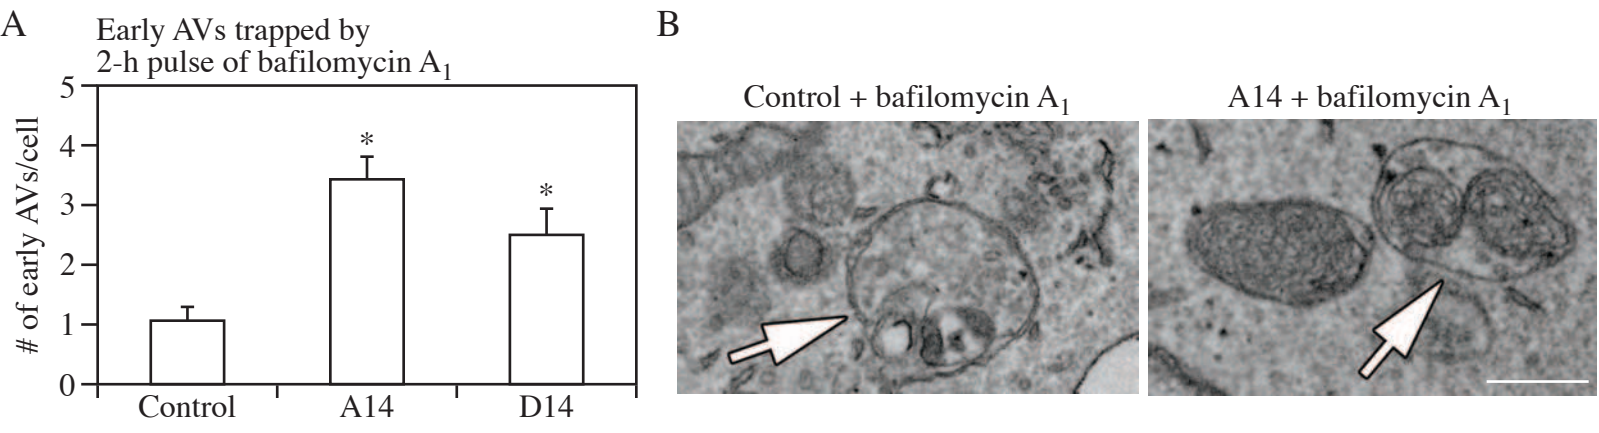 A
Early AVs trapped by
2-h pulse of bafilomycin A1
# of early AVs/cell
5
4
3
2
1
0
*
*
Control
A14
D14
B
Control + bafilomycin A1
A14 + bafilomycin A1